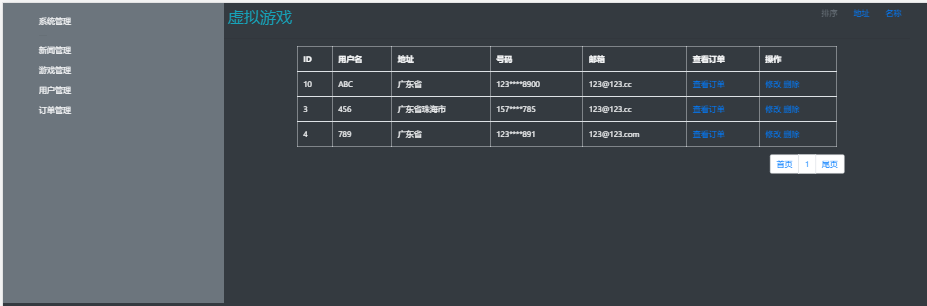 系统管理
新闻管理
游戏管理
用户管理
订单管理
虚拟游戏
排序 地址 名称
ID 用户名 地址 号码 邮箱 查看订单 操作
10 ABC 广东省 123****8900 123@123.cc 查看订单 修改 删除
3 456 广东省珠海市 157****785 123@123.cc 查看订单 修改 删除
4 789 广东省 123****891 123@123.com 查看订单 修改 删除
首页 1 尾页